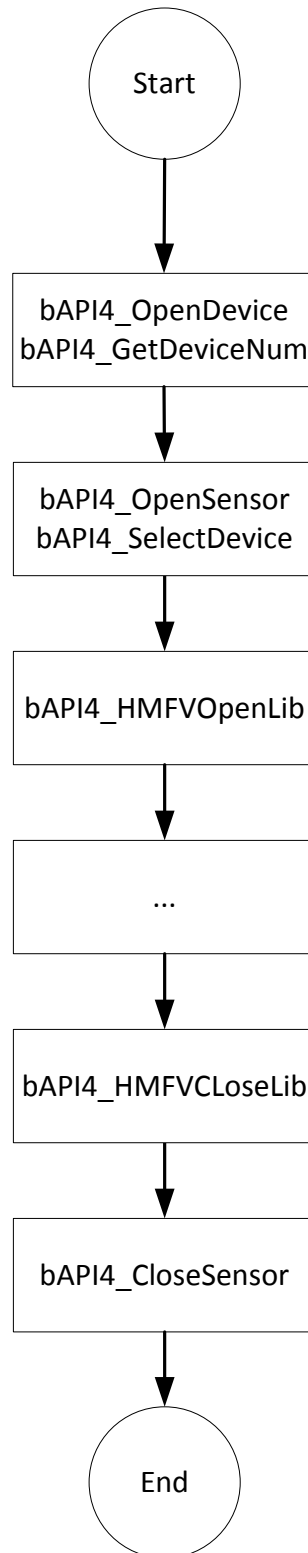 Start
bAPI4_OpenDevice
bAPI4_GetDeviceNum
bAPI4_OpenSensor
bAPI4_SelectDevice
bAPI4_HMFVOpenLib
...
bAPI4_HMFVCLoseLib
bAPI4_CloseSensor
End